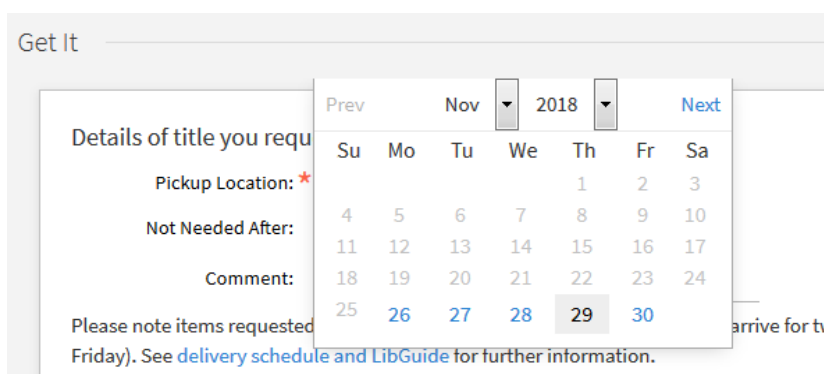 Get It
Prev Nov 2018 Next
Details of title you requ
Su Mo Tu We Th Fr Sa
Pickup Location: *
1 2 3
Not Needed After:
4 5 6 7 8 9 10
11 12 13 14 15 16 17
Comment:
18 19 20 21 22 23 24
25 26 27 28 29 30
Please note items requested arrive for tw
Friday). See delivery schedule and LibGuide for further information.